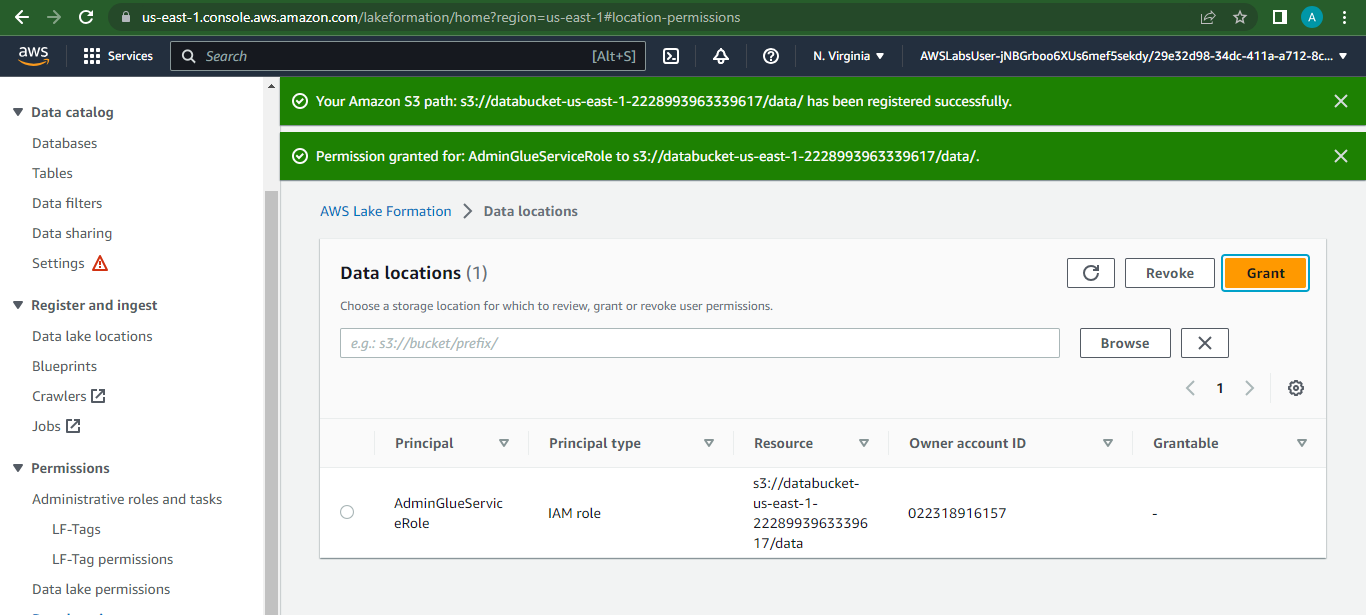 us-east-1.console.aws.amazon.com/lakeformation/home?region=us-east-1#location-permissions
A
aws
Services
Search
[Alt+S]
N. Virginia
AWSLabsUser-jNBGrboo6XUs6mef5sekdy/29e32d98-34dc-411a-a712-8c...
Data catalog
Databases
Tables
Data filters
Data sharing
Settings
Register and ingest
Data lake locations
Blueprints
Crawlers
Jobs
Permissions
Administrative roles and tasks
LF-Tags
LF-Tag permissions
Data lake permissions
Your Amazon S3 path: s3://databucket-us-east-1-2228993963339617/data/ has been registered successfully.
Permission granted for: AdminGlueServiceRole to s3://databucket-us-east-1-2228993963339617/data/.
AWS Lake Formation > Data locations
Data locations (1)
Revoke
Grant
Choose a storage location for which to review, grant or revoke user permissions.
e.g.: s3://bucket/prefix/
Browse
1
Principal
Principal type
Resource
Owner account ID
Grantable
AdminGlueServic
eRole
IAM role
s3://databucket-
us-east-1-
22289939633396
17/data
022318916157
-